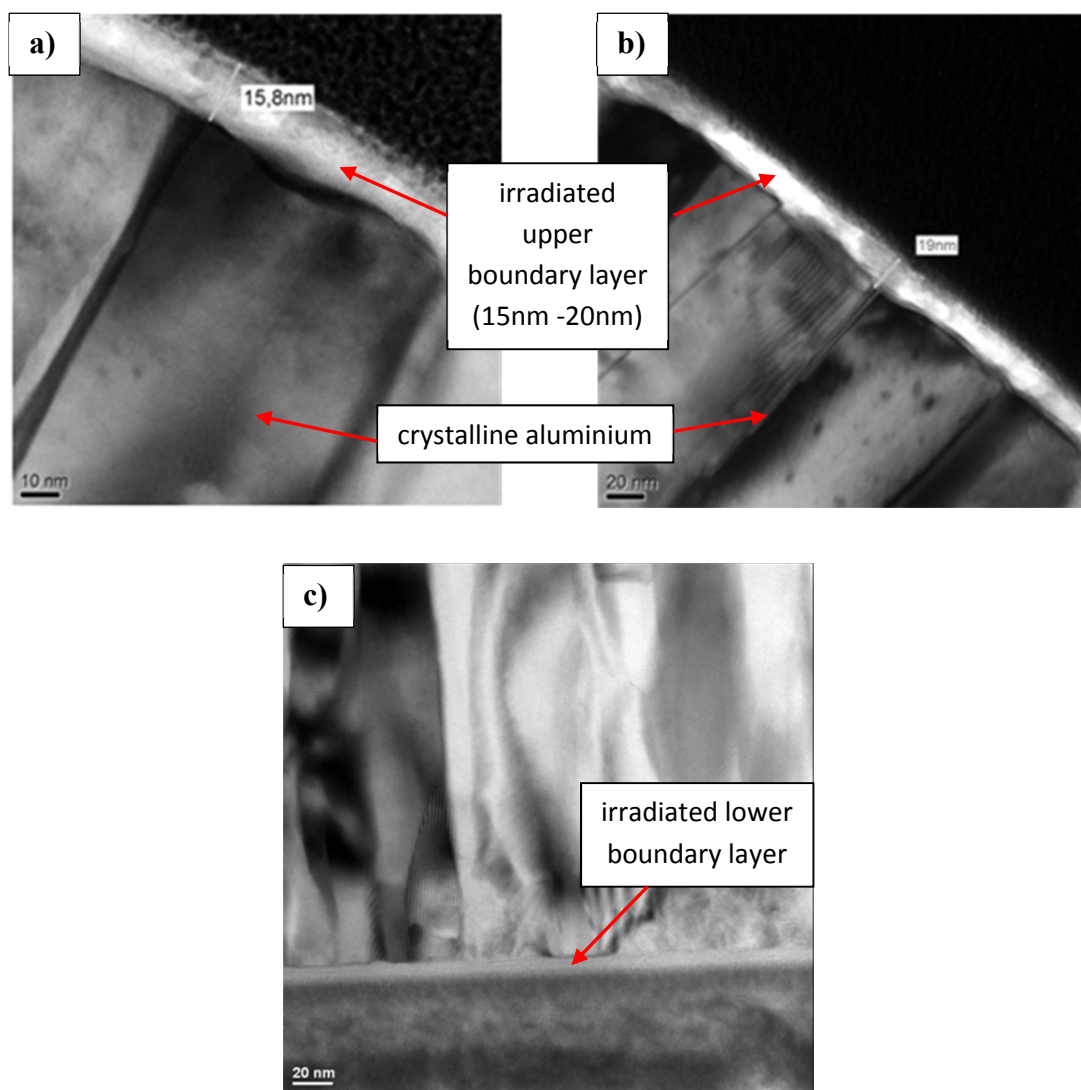 a)
15,8nm
10 nm
b)
19nm
20 nm
irradiated
upper
boundary layer
(15nm -20nm)
crystalline aluminium
c)
irradiated lower
boundary layer
20 nm